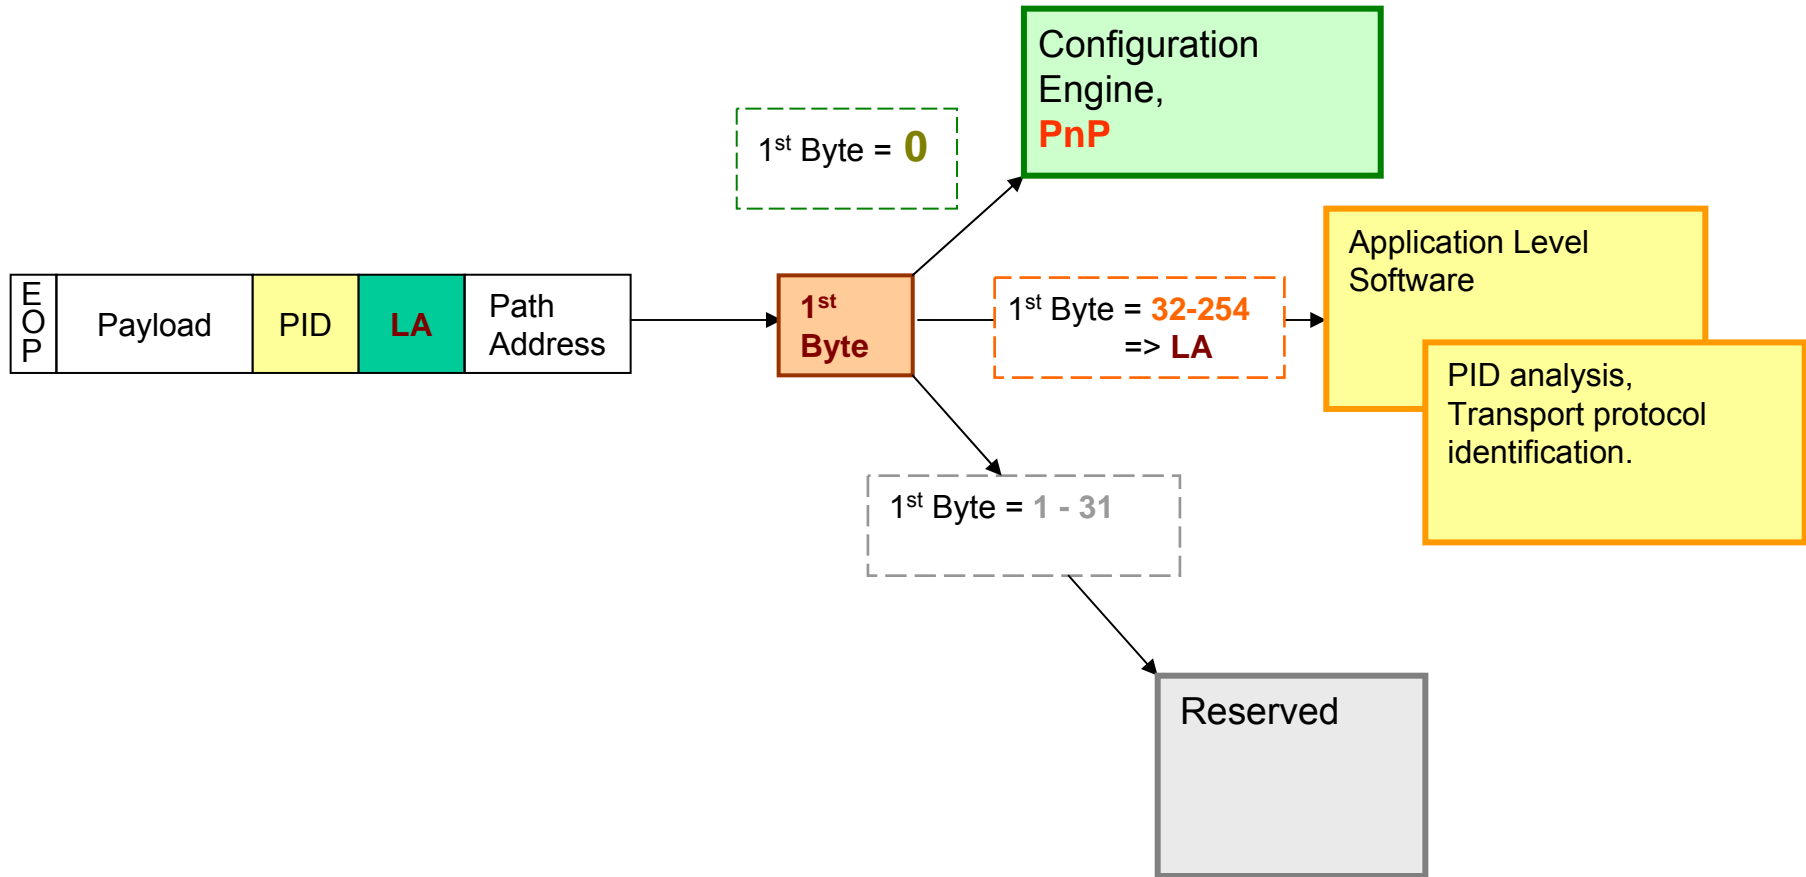 Configuration
Engine,
PnP
1st Byte = 0
Application Level
Software
EOP
Payload
PID
LA
Path
Address
1st
Byte
1st Byte = 32-254
=> LA
PID analysis,
Transport protocol
identification.
1st Byte = 1 - 31
Reserved